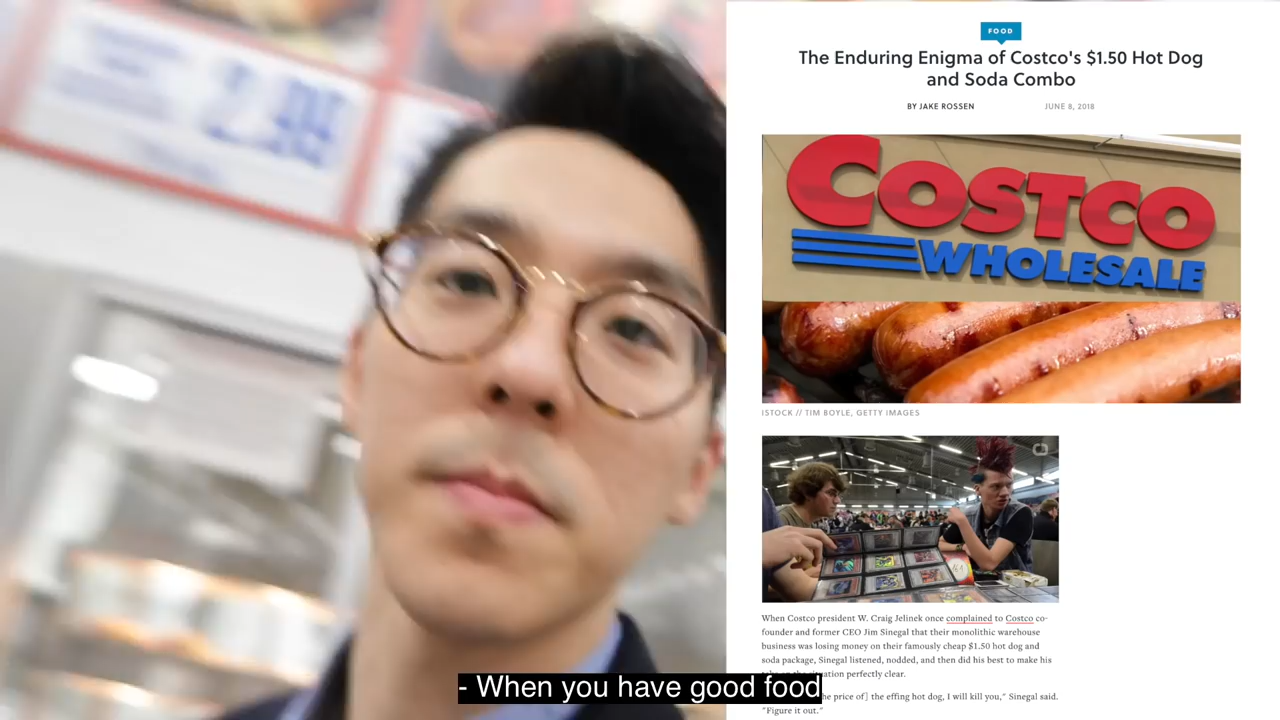 FOOD
The Enduring Enigma of Costco's $1.50 Hot Dog
and Soda Combo
BY JAKE ROSSEN JUNE 8, 2018
COSTCO
WHOLESALE
ISTOCK // TIM BOYLE, GETTY IMAGES
When Costco president W. Craig Jelinek once complained to Costco co-
founder and former CEO Jim Sinegal that their monolithic warehouse
business was losing money on their famously cheap $1.50 hot dog and
soda package, Sinegal listened, nodded, and then did his best to make his
perfectly clear.
price of] the effing hot dog, I will kill you," Sinegal said.
"Figure it out."
- When you have good food